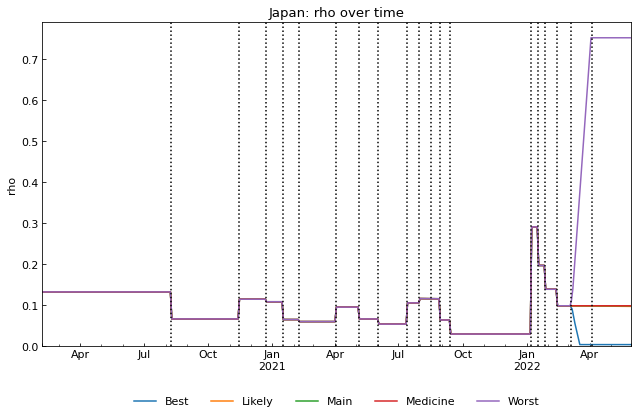 Japan: rho over time
rho
0.7
0.6
0.5
0.4
0.3
0.2
0.1
0.0
Apr Jul Oct Jan Apr Jul Oct Jan Apr
2021 2022
Best Likely Main Medicine Worst